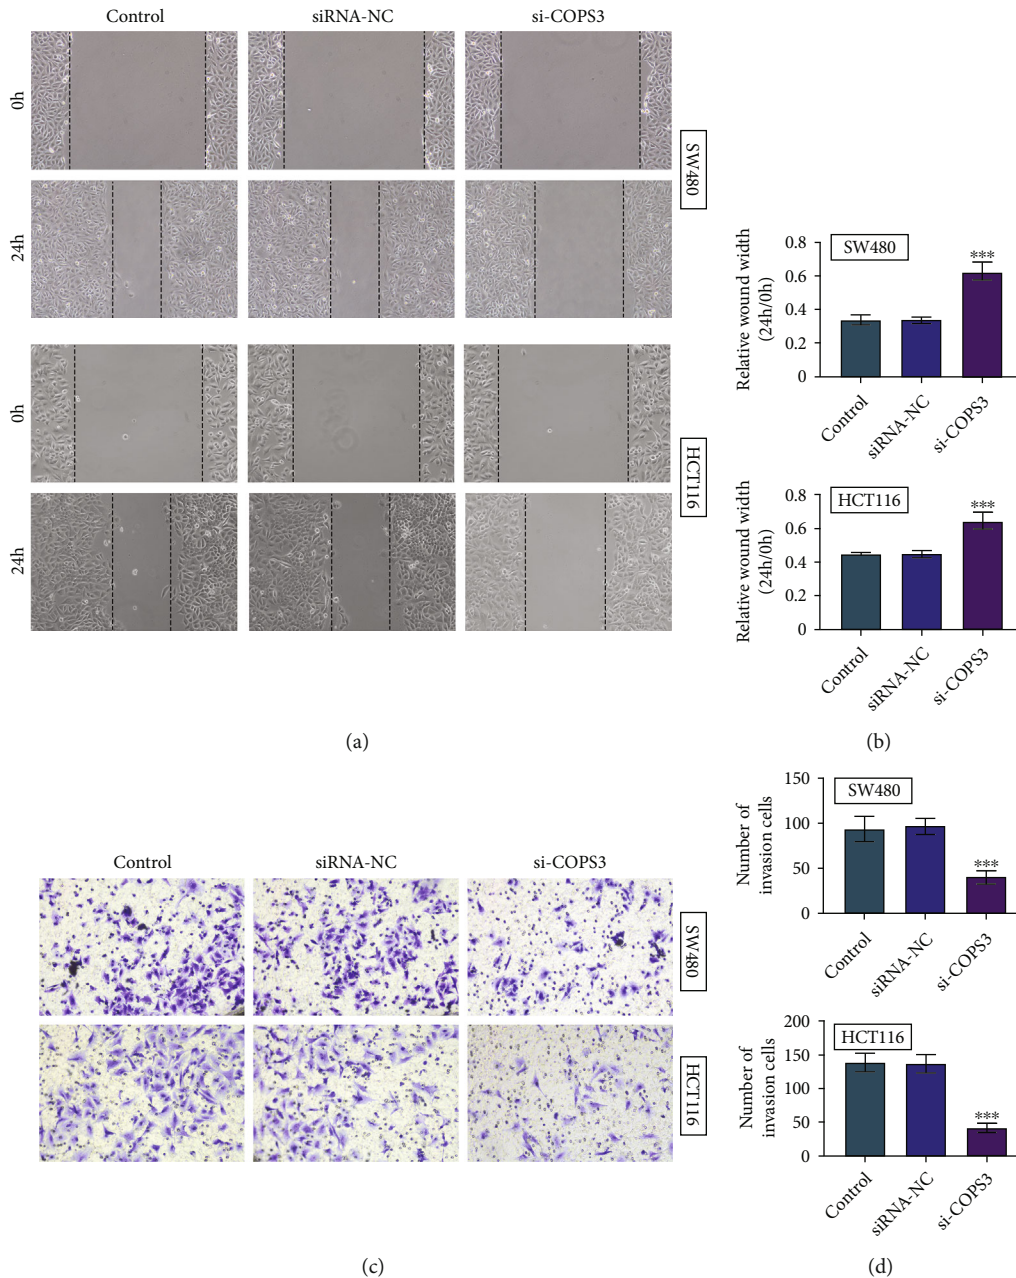 Control siRNA-NC si-COPS3
0h
24h
SW480
0h
24h
HCT116
(a)
Relative wound width
(24h/0h)
0.8
0.6
0.4
0.2
0
SW480
***
Control
siRNA-NC
si-COPS3
Relative wound width
(24h/0h)
0.8
0.6
0.4
0.2
0
HCT116
***
Control
siRNA-NC
si-COPS3
(b)
Control siRNA-NC si-COPS3
SW480
HCT116
(c)
Number of
invasion cells
150
100
50
0
SW480
***
Control
siRNA-NC
si-COPS3
Number of
invasion cells
200
150
100
50
0
HCT116
***
Control
siRNA-NC
si-COPS3
(d)